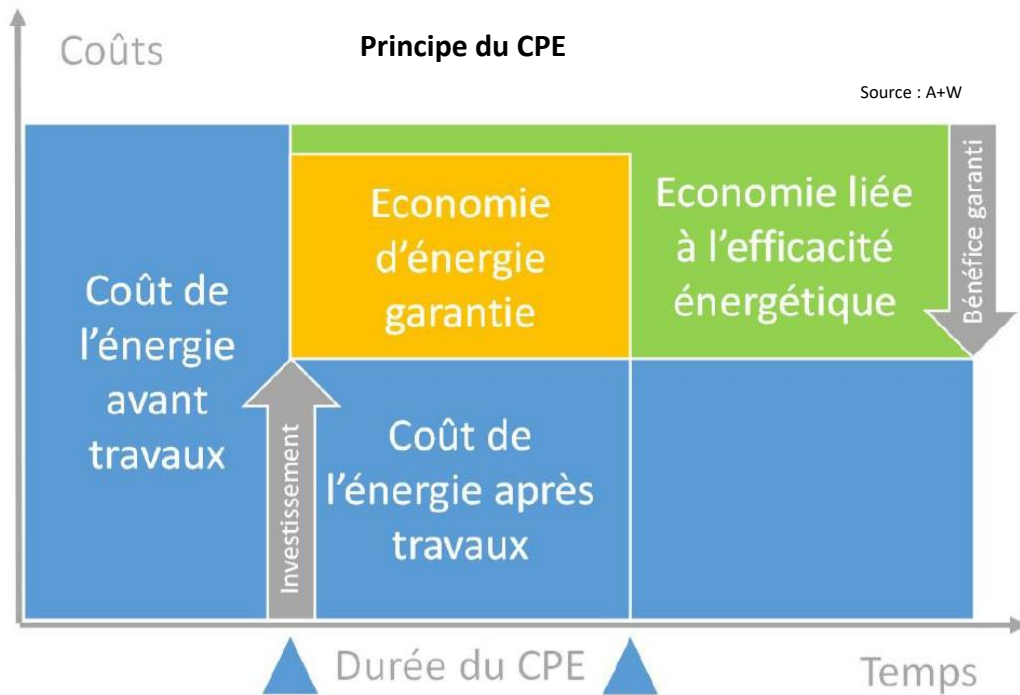 Coûts
Principe du CPE
Source : A+W
Coût de
l'énergie
avant
travaux
Investissement
Economie
d'énergie
garantie
Coût de
l'énergie après
travaux
Economie liée
à l'efficacité
énergétique
Bénéfice garanti
Durée du CPE
Temps